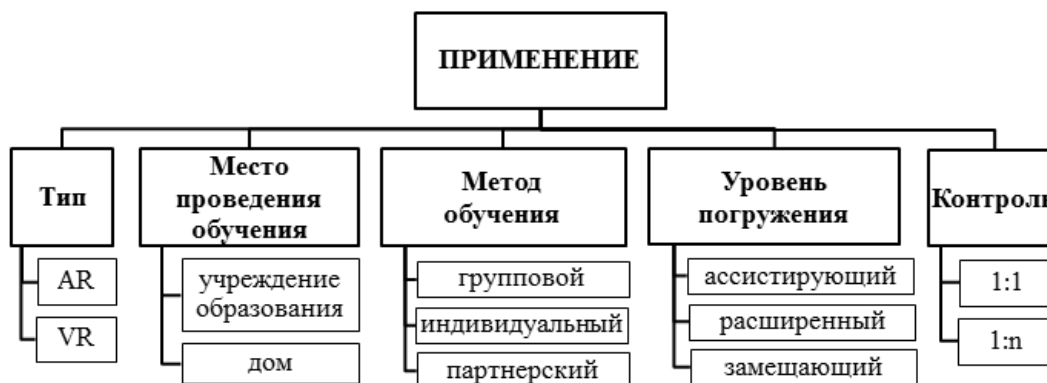 ПРИМЕНЕНИЕ
Тип
Место
проведения
обучения
Метод
обучения
Уровень
погружения
Контроль
AR
VR
учреждение
образования
дом
групповой
индивидуальный
партнерский
ассистирующий
расширенный
замещающий
1:1
1:n